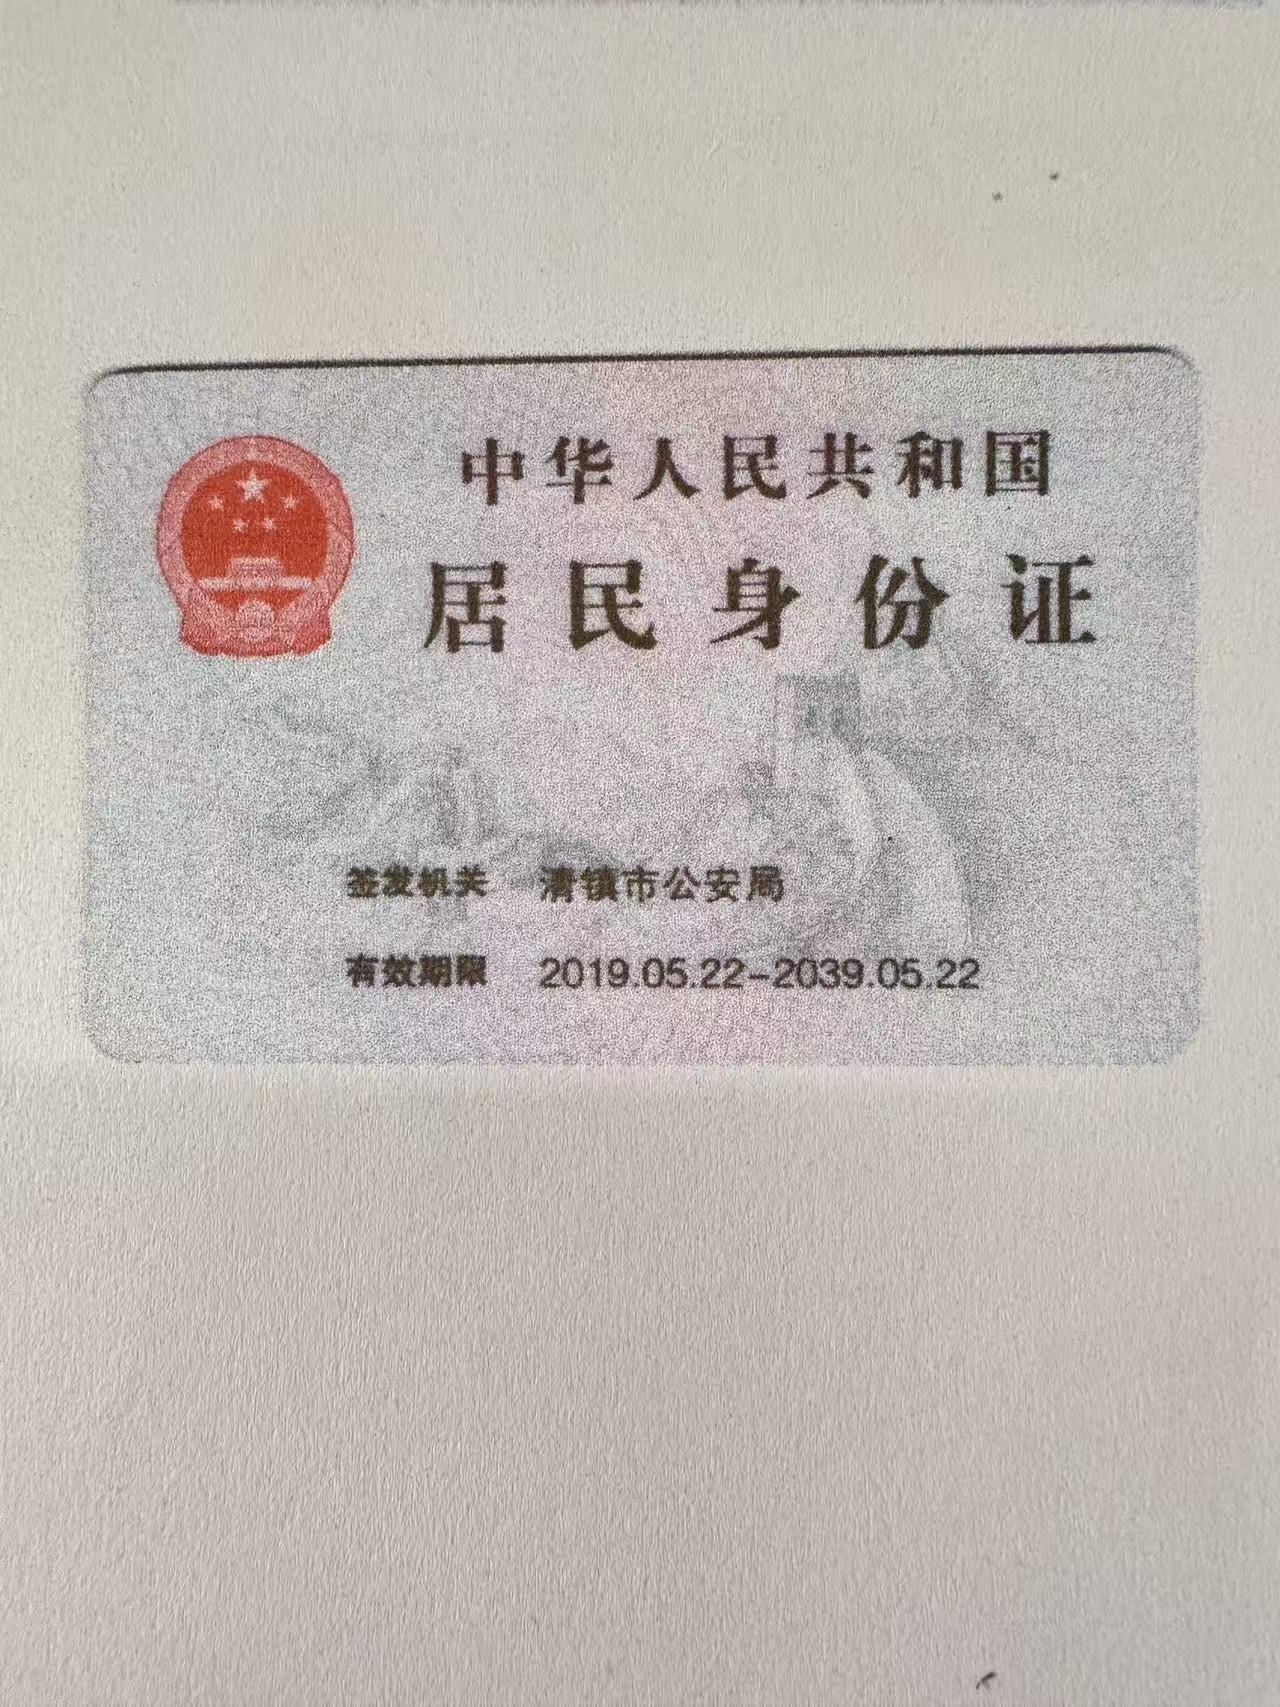 中华人民共和国
居民身份证
签发机关 清镇市公安局
有效期限 2019.05.22-2039.05.22